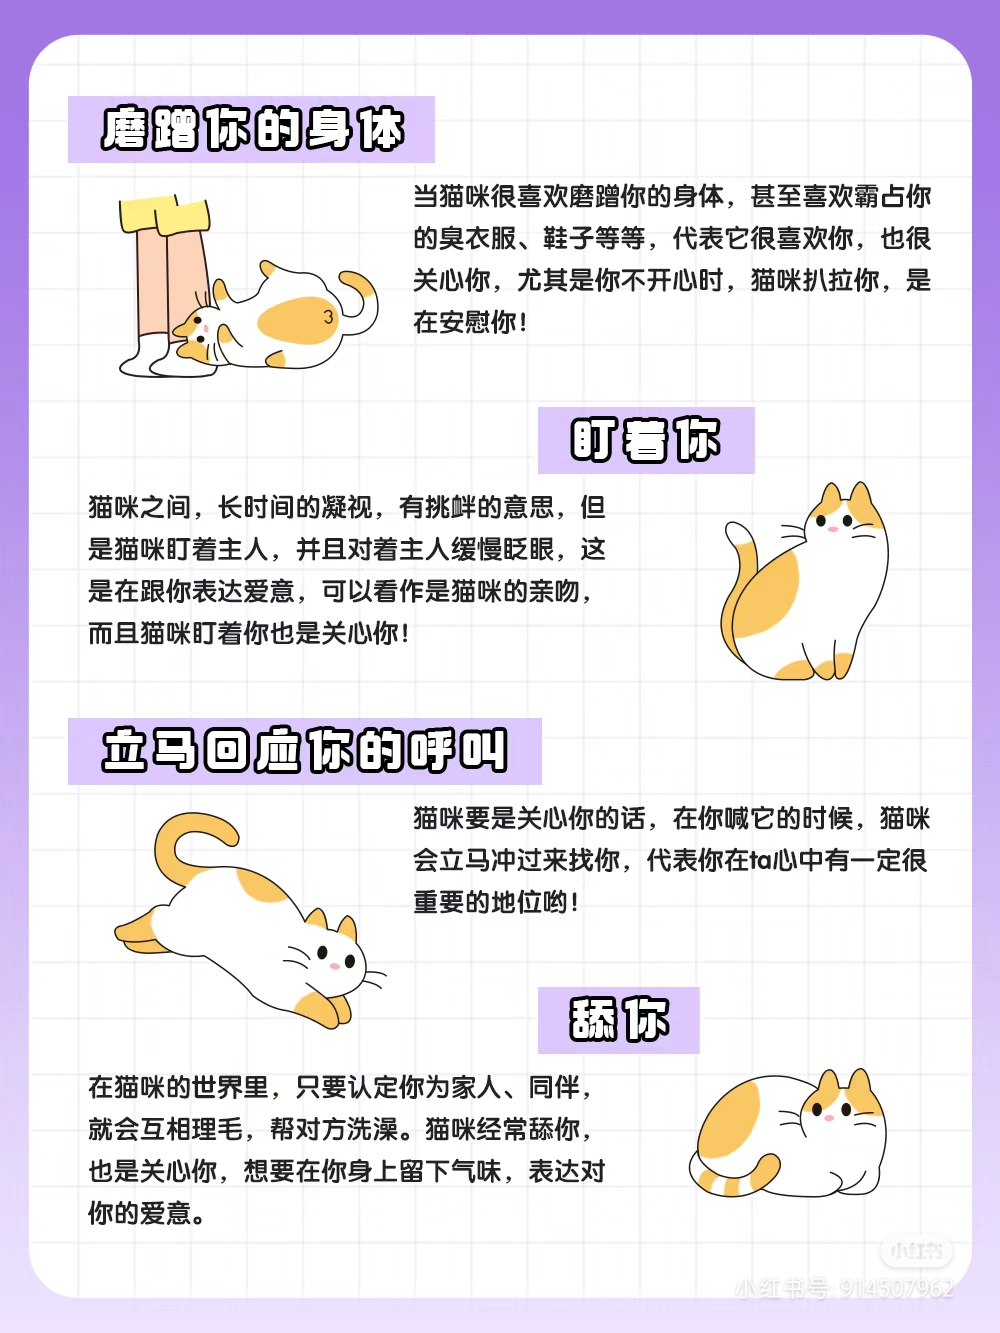 磨蹭你的身体
当猫咪很喜欢磨蹭你的身体，甚至喜欢霸占你
的臭衣服、鞋子等等，代表它很喜欢你，也很
关心你，尤其是你不开心时，猫咪扒拉你，是
在安慰你！
盯着你
猫咪之间，长时间的凝视，有挑衅的意思，但
是猫咪盯着主人，并且对着主人缓慢眨眼，这
是在跟你表达爱意，可以看作是猫咪的亲吻，
而且猫咪盯着你也是关心你！
立马回应你的呼叫
猫咪要是关心你的话，在你喊它的时候，猫咪
会立马冲过来找你，代表你在ta心中有一定很
重要的地位哟！
舔你
在猫咪的世界里，只要认定你为家人、同伴，
就会互相理毛，帮对方洗澡。猫咪经常舔你，
也是关心你，想要在你身上留下气味，表达对
你的爱意。
小红书
小红书号: 914507962